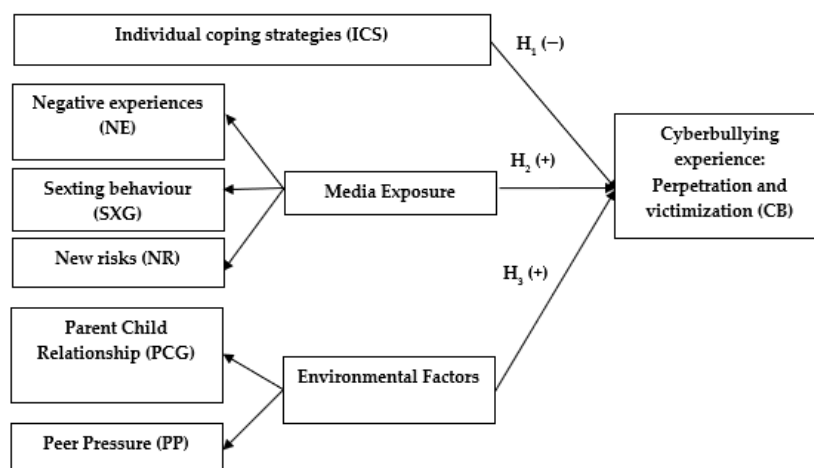 Individual coping strategies (ICS)
H1 (−)
Negative experiences
(NE)
Sexting behaviour
(SXG)
New risks (NR)
Media Exposure
H2 (+)
Cyberbullying
experience:
Perpetration and
victimization (CB)
H3 (+)
Parent Child
Relationship (PCG)
Environmental Factors
Peer Pressure (PP)